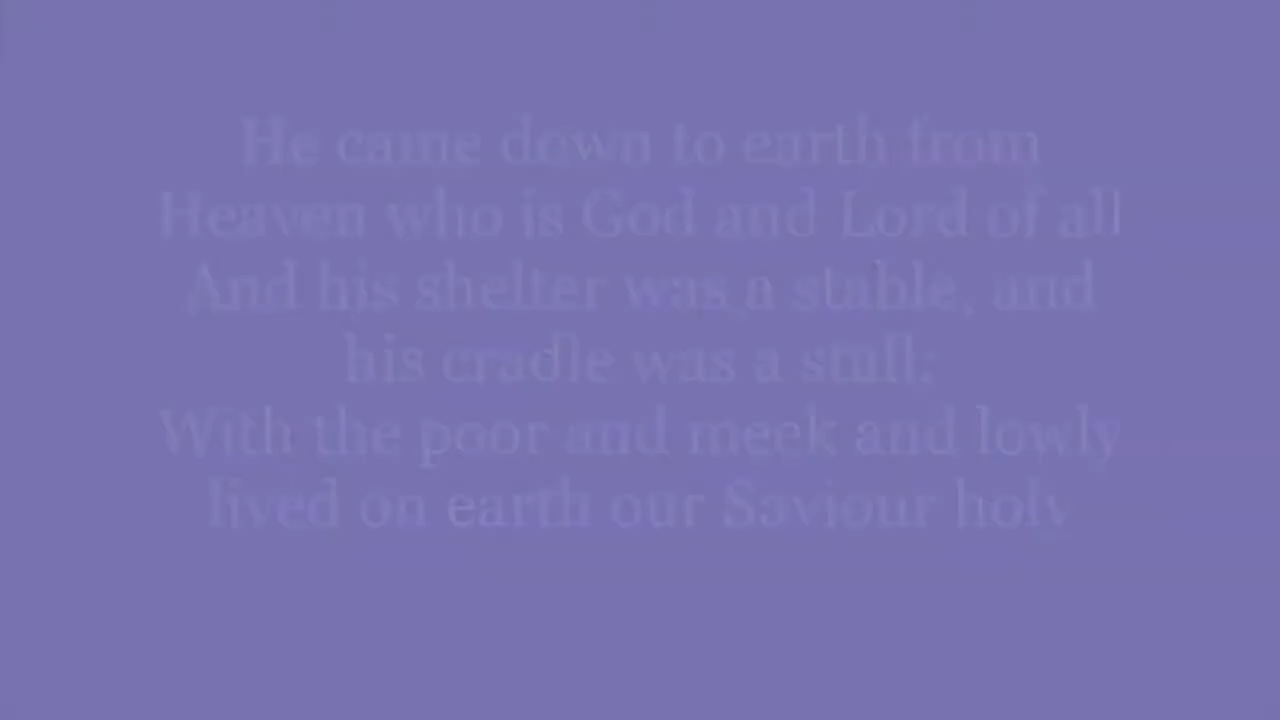 He came down to earth from
Heaven who is God and Lord of all
And his shelter was a stable, and
his cradle was a stall;
With the poor and meek and lowly
lived on earth our Saviour holy